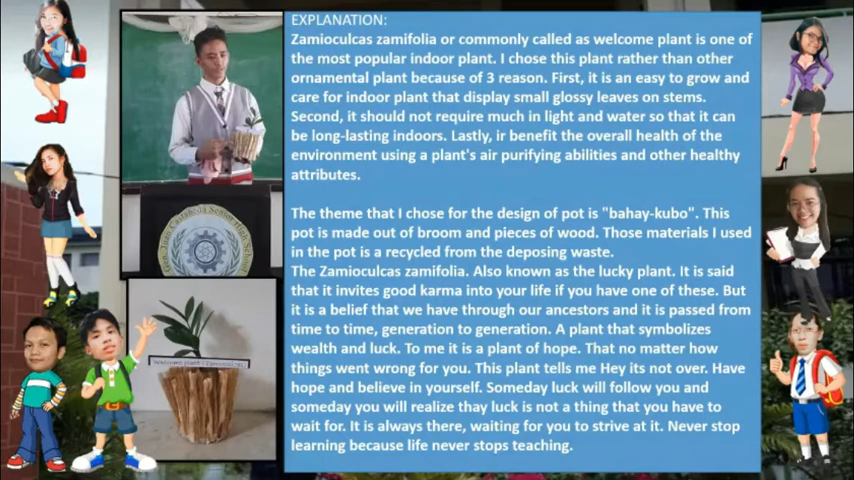 EXPLANATION:
Zamioculcas zamifolia or commonly called as welcome plant is one of
the most popular indoor plant. I chose this plant rather than other
ornamental plant because of 3 reason. First, it is an easy to grow and
care for indoor plant that display small glossy leaves on stems.
Second, it should not require much in light and water so that it can
be long-lasting indoors. Lastly, ir benefit the overall health of the
environment using a plant's air purifying abilities and other healthy
attributes.
The theme that I chose for the design of pot is "bahay-kubo". This
pot is made out of broom and pieces of wood. Those materials I used
in the pot is a recycled from the deposing waste.
The Zamioculcas zamifolia. Also known as the lucky plant. It is said
that it invites good karma into your life if you have one of these. But
it is a belief that we have through our ancestors and it is passed from
time to time, generation to generation. A plant that symbolizes
wealth and luck. To me it is a plant of hope. That no matter how
things went wrong for you. This plant tells me Hey its not over. Have
hope and believe in yourself. Someday luck will follow you and
someday you will realize thay luck is not a thing that you have to
wait for. It is always there, waiting for you to strive at it. Never stop
learning because life never stops teaching.
Senior High School